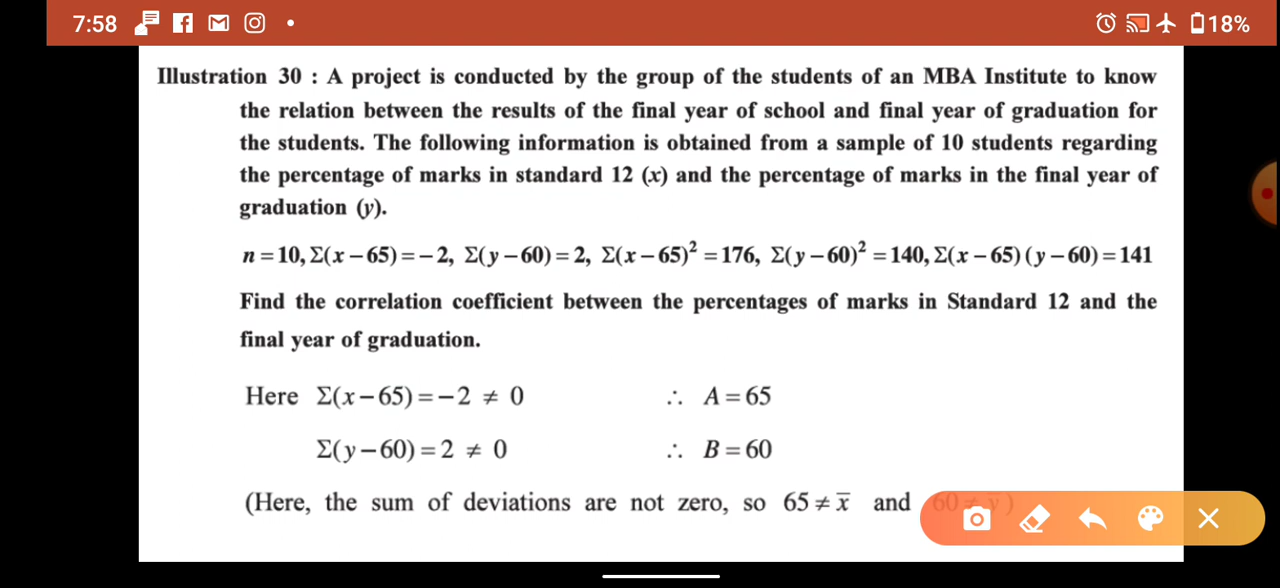 7:58 18%
Illustration 30 : A project is conducted by the group of the students of an MBA Institute to know
the relation between the results of the final year of school and final year of graduation for
the students. The following information is obtained from a sample of 10 students regarding
the percentage of marks in standard 12 (x) and the percentage of marks in the final year of
graduation (y).
n = 10, Σ(x – 65) = – 2, Σ(y – 60) = 2, Σ(x – 65)² = 176, Σ(y – 60)² = 140, Σ(x – 65) (y – 60) = 141
Find the correlation coefficient between the percentages of marks in Standard 12 and the
final year of graduation.
Here Σ(x – 65) = –2 ≠ 0 ∴ A = 65
Σ(y – 60) = 2 ≠ 0 ∴ B = 60
(Here, the sum of deviations are not zero, so 65 ≠ x̅ and 60 ≠ y̅ )